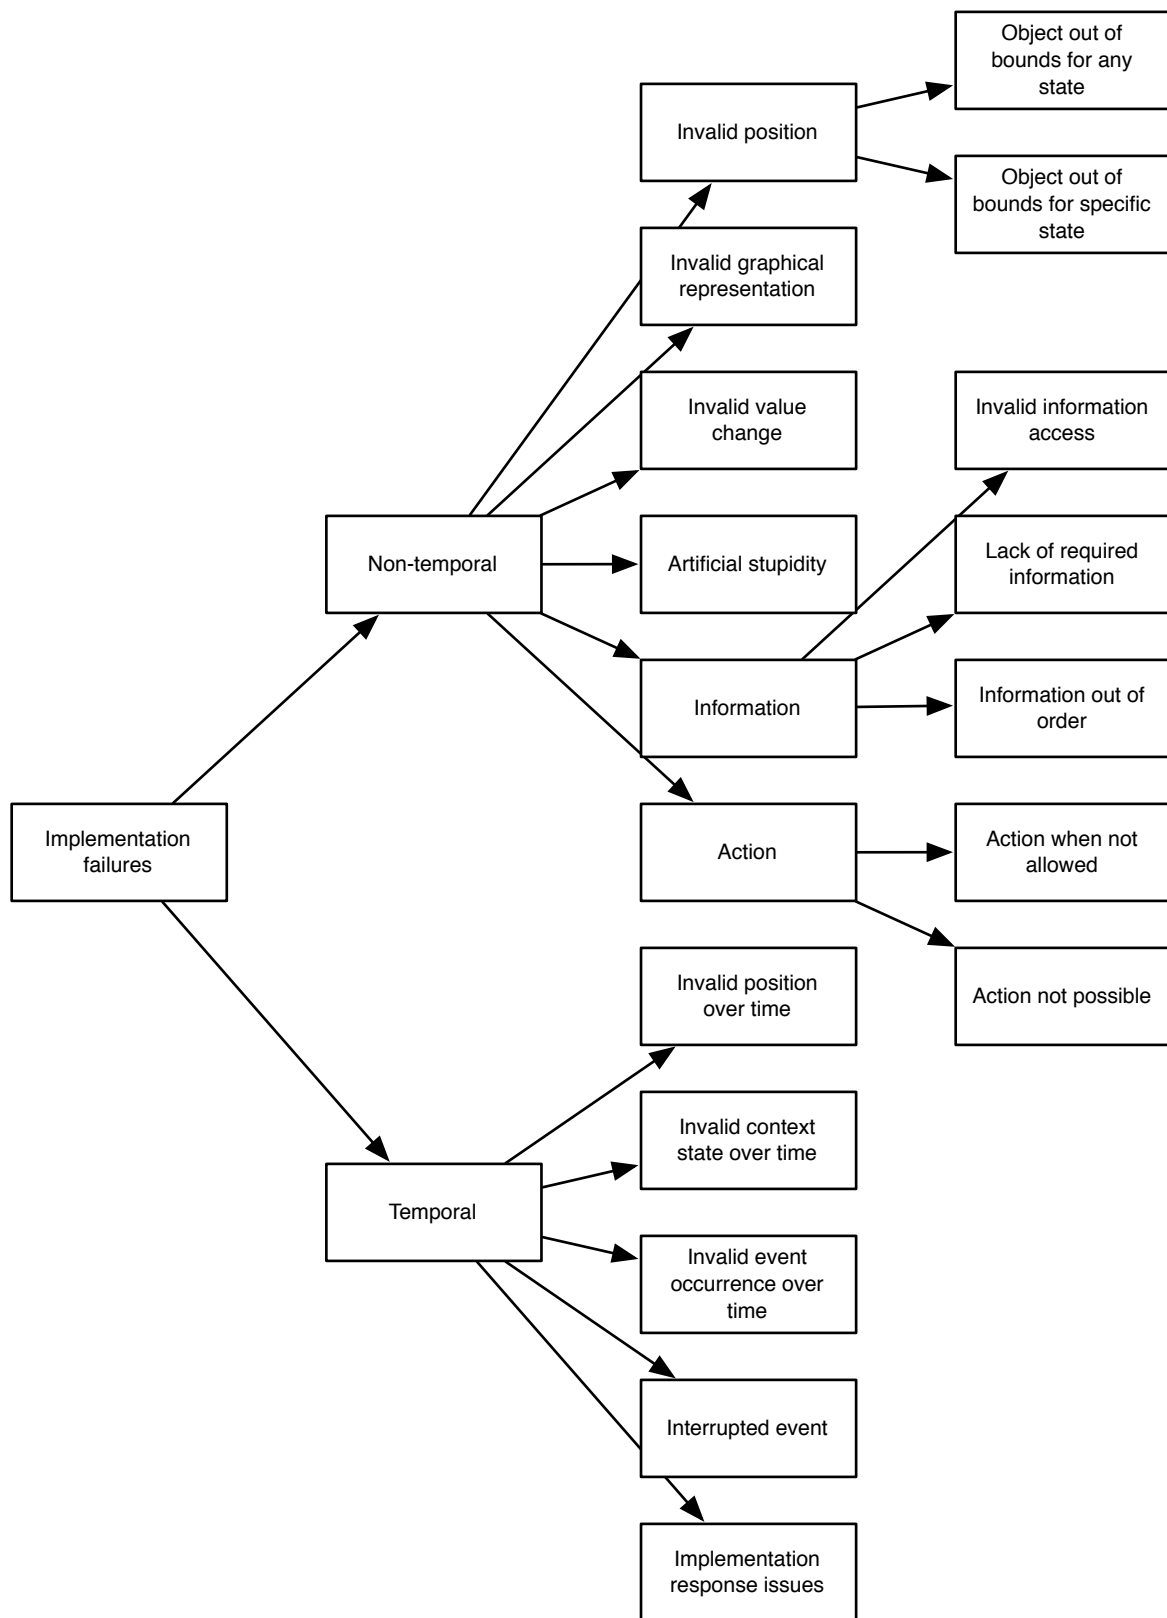 Object out of
bounds for any
state
Invalid position
Object out of
bounds for specific
state
Invalid graphical
representation
Invalid value
change
Invalid information
access
Non-temporal
Artificial stupidity
Lack of required
information
Information
Information out of
order
Implementation
failures
Action
Action when not
allowed
Invalid position
over time
Action not possible
Invalid context
state over time
Temporal
Invalid event
occurrence over
time
Interrupted event
Implementation
response issues